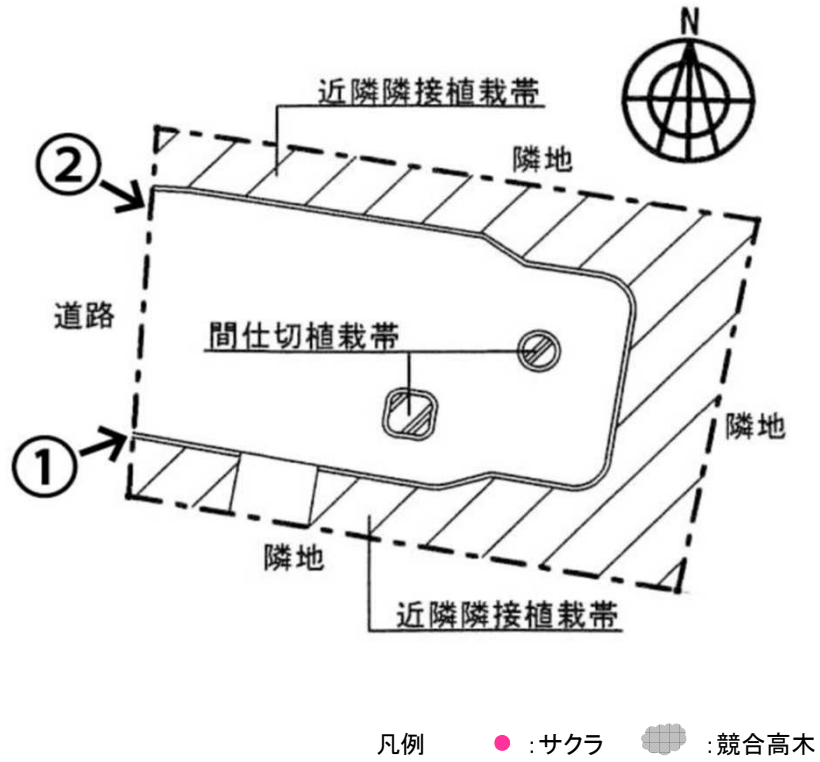 N
近隣隣接植栽帯
隣地
②
道路
間仕切植栽帯
隣地
①
隣地
近隣隣接植栽帯
凡例 :サクラ :競合高木